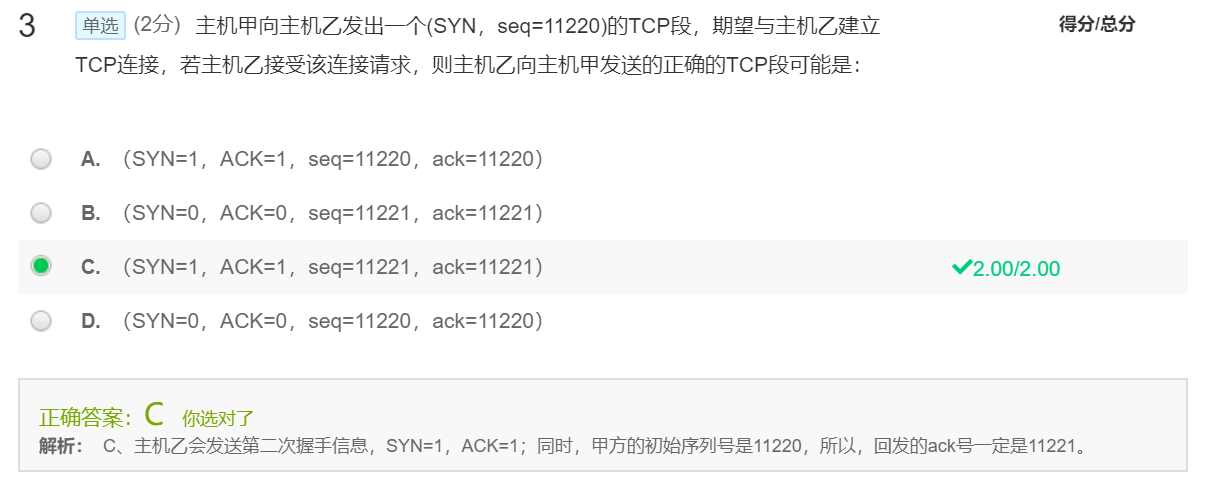 3 单选 (2分) 主机甲向主机乙发出一个(SYN，seq=11220)的TCP段，期望与主机乙建立 得分/总分
TCP连接，若主机乙接受该连接请求，则主机乙向主机甲发送的正确的TCP段可能是：
A. （SYN=1，ACK=1，seq=11220，ack=11220）
B. （SYN=0，ACK=0，seq=11221，ack=11221）
C. （SYN=1，ACK=1，seq=11221，ack=11221） 2.00/2.00
D. （SYN=0，ACK=0，seq=11220，ack=11220）
正确答案：C 你选对了
解析： C、主机乙会发送第二次握手信息，SYN=1，ACK=1；同时，甲方的初始序列号是11220，所以，回发的ack号一定是11221。